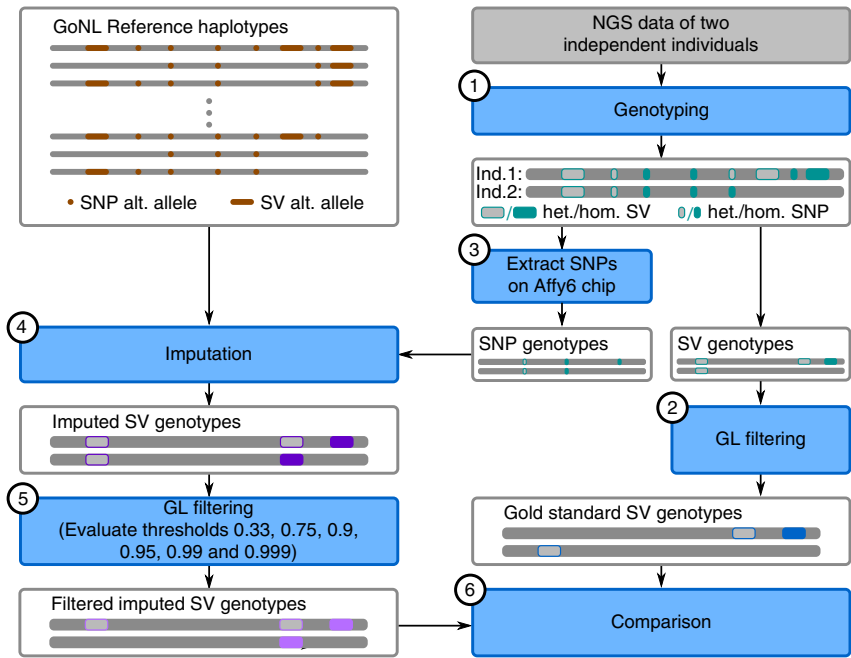 GoNL Reference haplotypes
SNP alt. allele
SV alt. allele
NGS data of two
independent individuals
1
Genotyping
Ind.1:
Ind.2:
/ het./hom. SV
/ het./hom. SNP
3
Extract SNPs
on Affy6 chip
4
Imputation
SNP genotypes
SV genotypes
2
GL filtering
Imputed SV genotypes
5
GL filtering
(Evaluate thresholds 0.33, 0.75, 0.9,
0.95, 0.99 and 0.999)
Gold standard SV genotypes
Filtered imputed SV genotypes
6
Comparison